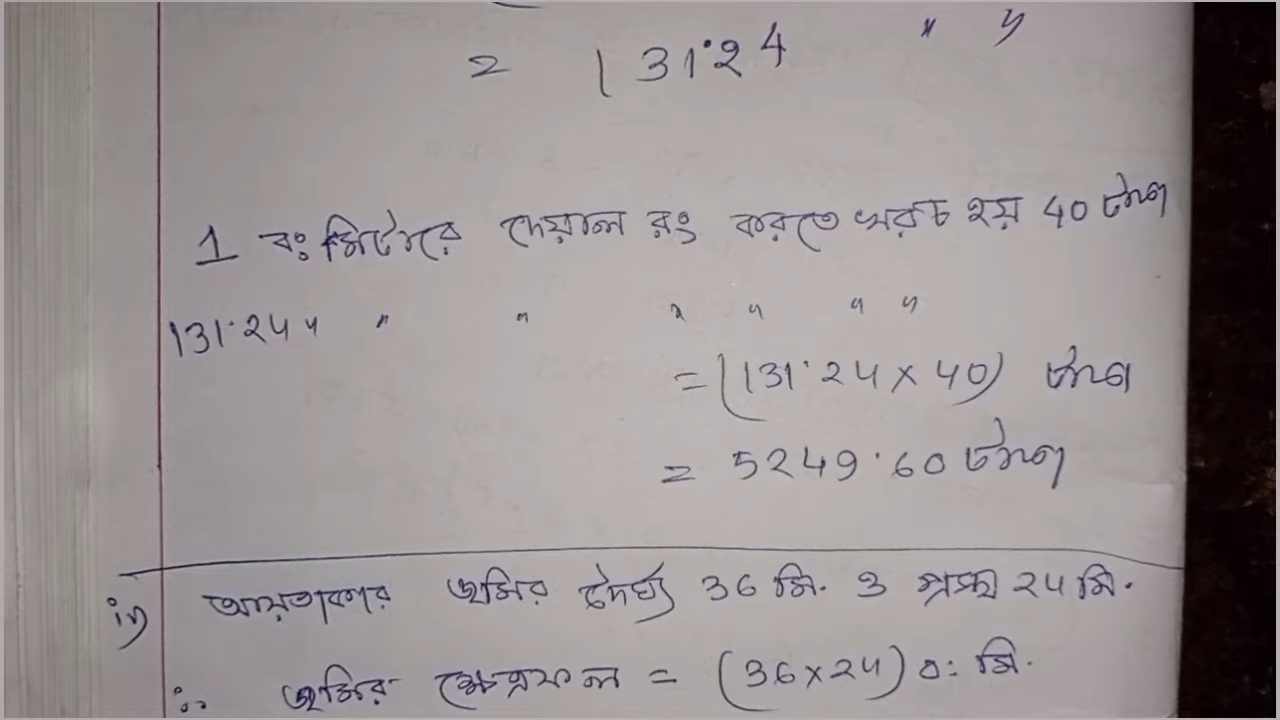 = 131.24 " "
1 বঃ মিটারে দেয়াল রং করতে খরচ হয় 40 টাকা
131.24 " " " " " " "
= (131.24 × 40) টাকা
= 5249.60 টাকা
iv) আয়তাকার জমির দৈর্ঘ্য 36 মি. ও প্রস্থ 24 মি.
∴ জমির ক্ষেত্রফল = (36×24) ব: মি.